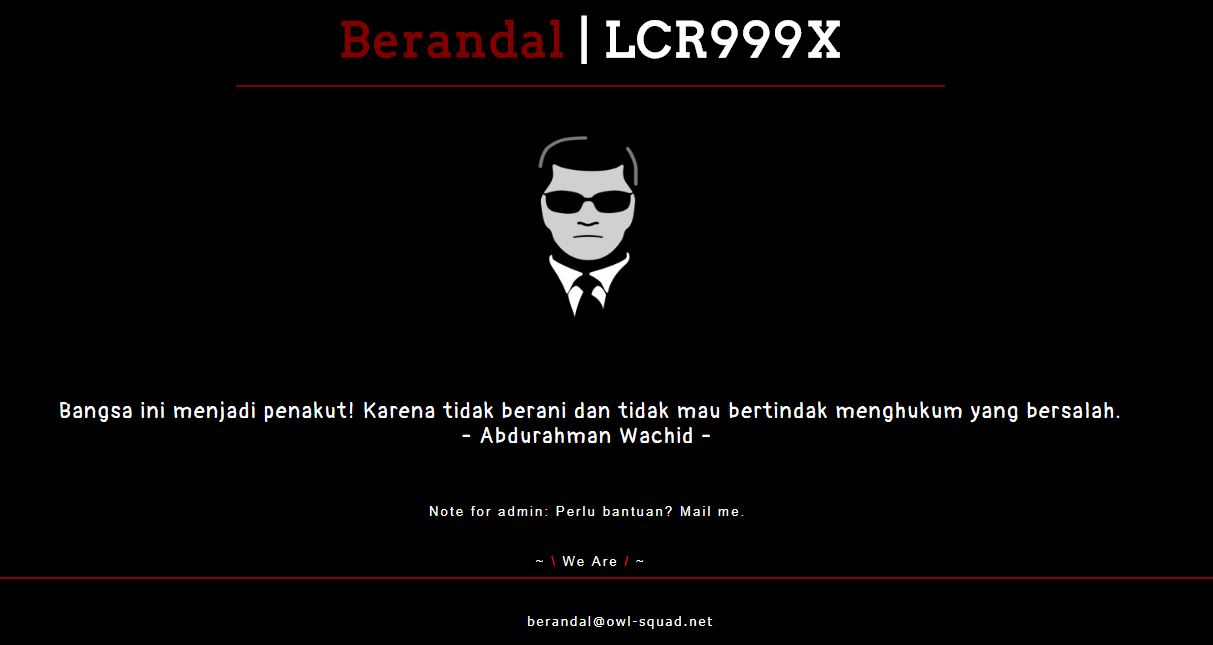 Berandal | LCR999X
Bangsa ini menjadi penakut! Karena tidak berani dan tidak mau bertindak menghukum yang bersalah.
- Abdurahman Wachid -
Note for admin: Perlu bantuan? Mail me.
~ \ We Are / ~
berandal@owl-squad.net